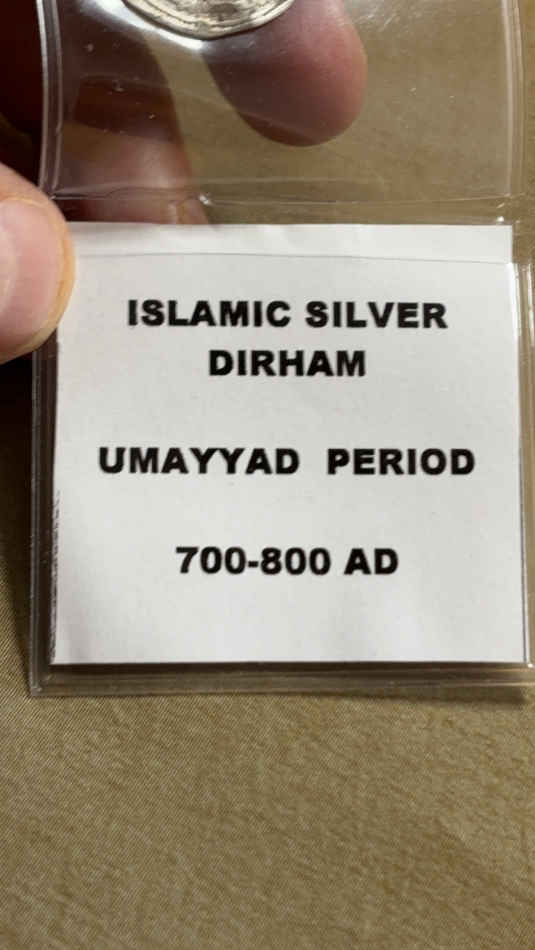 ISLAMIC SILVER
DIRHAM
UMAYYAD PERIOD
700-800 AD